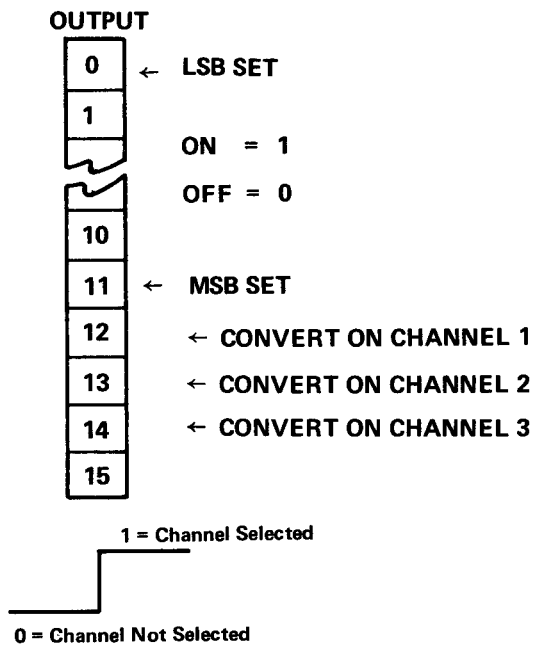 OUTPUT
0 ← LSB SET
1
ON = 1
OFF = 0
10
11 ← MSB SET
12 ← CONVERT ON CHANNEL 1
13 ← CONVERT ON CHANNEL 2
14 ← CONVERT ON CHANNEL 3
15
1 = Channel Selected
0 = Channel Not Selected